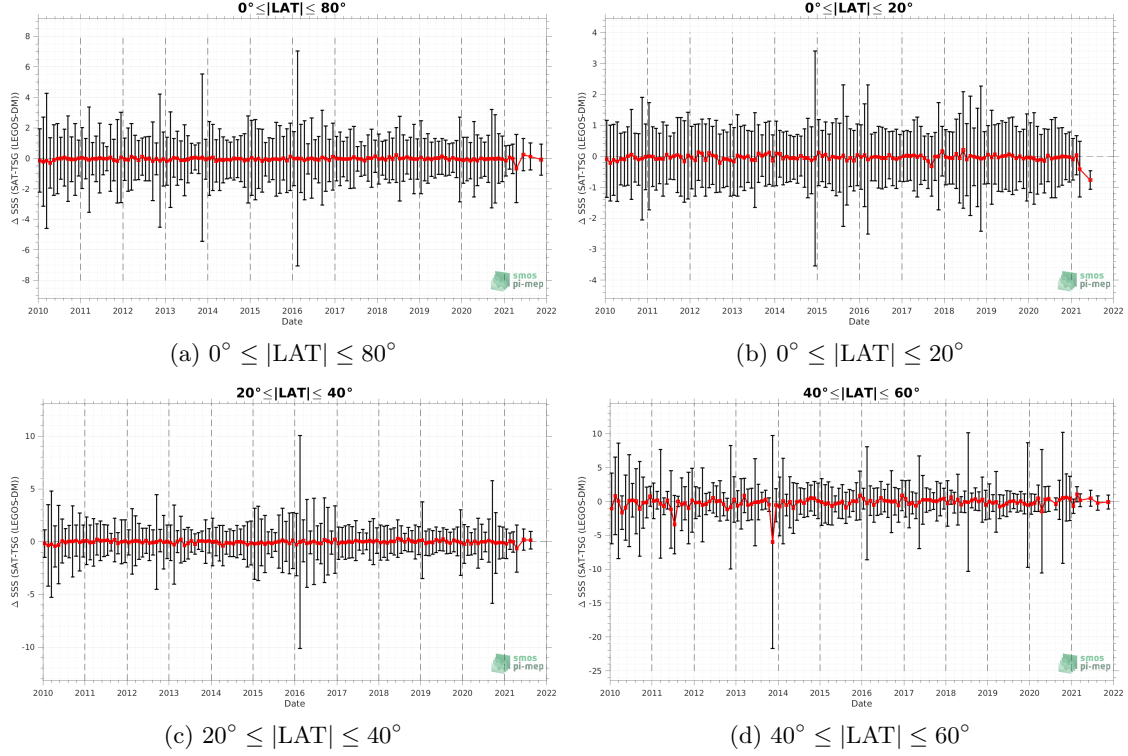 0°≤|LAT|≤ 80°
Δ SSS (SAT-TSG (LEGOS-DM))
8
6
4
2
0
-2
-4
-6
-8
2010 2011 2012 2013 2014 2015 2016 2017 2018 2019 2020 2021 2022
Date
smos
pi-mep
(a) 0° ≤ |LAT| ≤ 80°
0°≤|LAT|≤ 20°
Δ SSS (SAT-TSG (LEGOS-DM))
4
3
2
1
0
-1
-2
-3
-4
2010 2011 2012 2013 2014 2015 2016 2017 2018 2019 2020 2021 2022
Date
smos
pi-mep
(b) 0° ≤ |LAT| ≤ 20°
20°≤|LAT|≤ 40°
Δ SSS (SAT-TSG (LEGOS-DM))
10
5
0
-5
-10
2010 2011 2012 2013 2014 2015 2016 2017 2018 2019 2020 2021 2022
Date
smos
pi-mep
(c) 20° ≤ |LAT| ≤ 40°
40°≤|LAT|≤ 60°
Δ SSS (SAT-TSG (LEGOS-DM))
10
5
0
-5
-10
-15
-20
-25
2010 2011 2012 2013 2014 2015 2016 2017 2018 2019 2020 2021 2022
Date
smos
pi-mep
(d) 40° ≤ |LAT| ≤ 60°